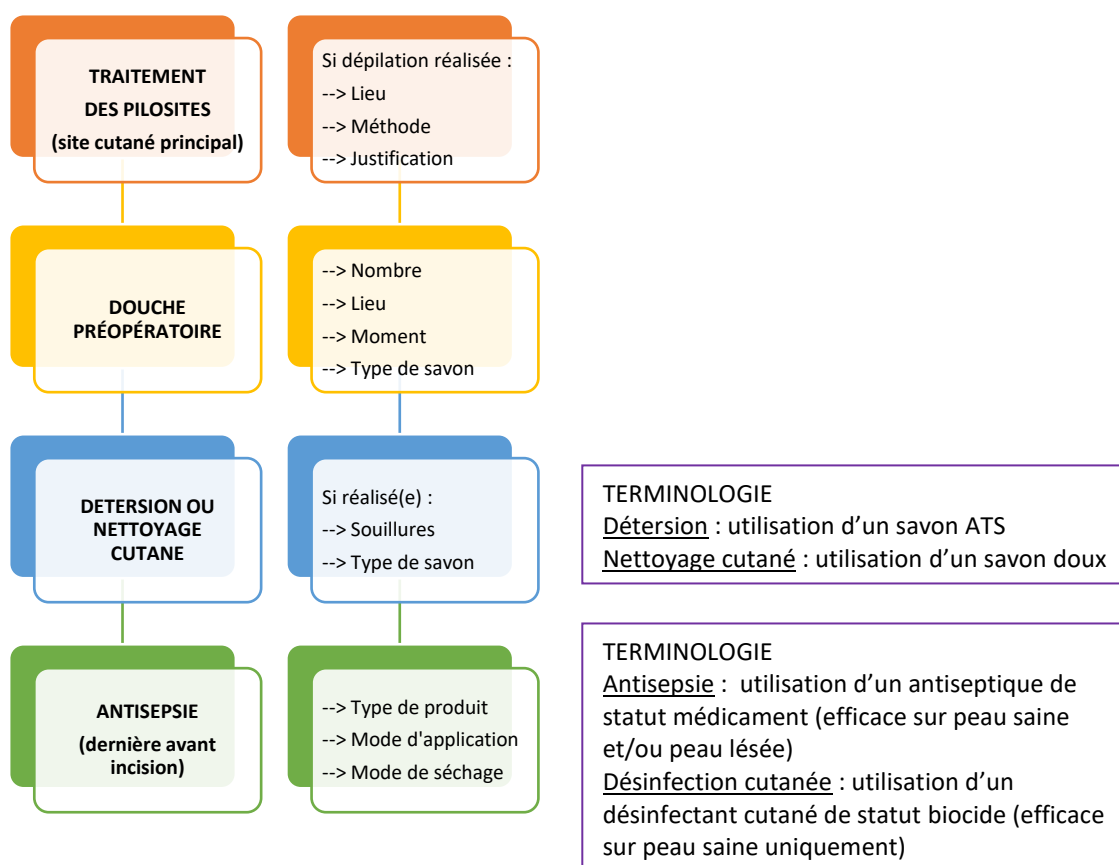 TRAITEMENT
DES PILOSITES
(site cutané principal)
Si dépilation réalisée :
--> Lieu
--> Méthode
--> Justification
DOUCHE
PRÉOPÉRATOIRE
--> Nombre
--> Lieu
--> Moment
--> Type de savon
DETERSION OU
NETTOYAGE
CUTANE
Si réalisé(e) :
--> Souillures
--> Type de savon
TERMINOLOGIE
Détersion : utilisation d’un savon ATS
Nettoyage cutané : utilisation d’un savon doux
ANTISEPSIE
(dernière avant
incision)
--> Type de produit
--> Mode d'application
--> Mode de séchage
TERMINOLOGIE
Antisepsie :  utilisation d’un antiseptique de
statut médicament (efficace sur peau saine
et/ou peau lésée)
Désinfection cutanée : utilisation d’un
désinfectant cutané de statut biocide (efficace
sur peau saine uniquement)